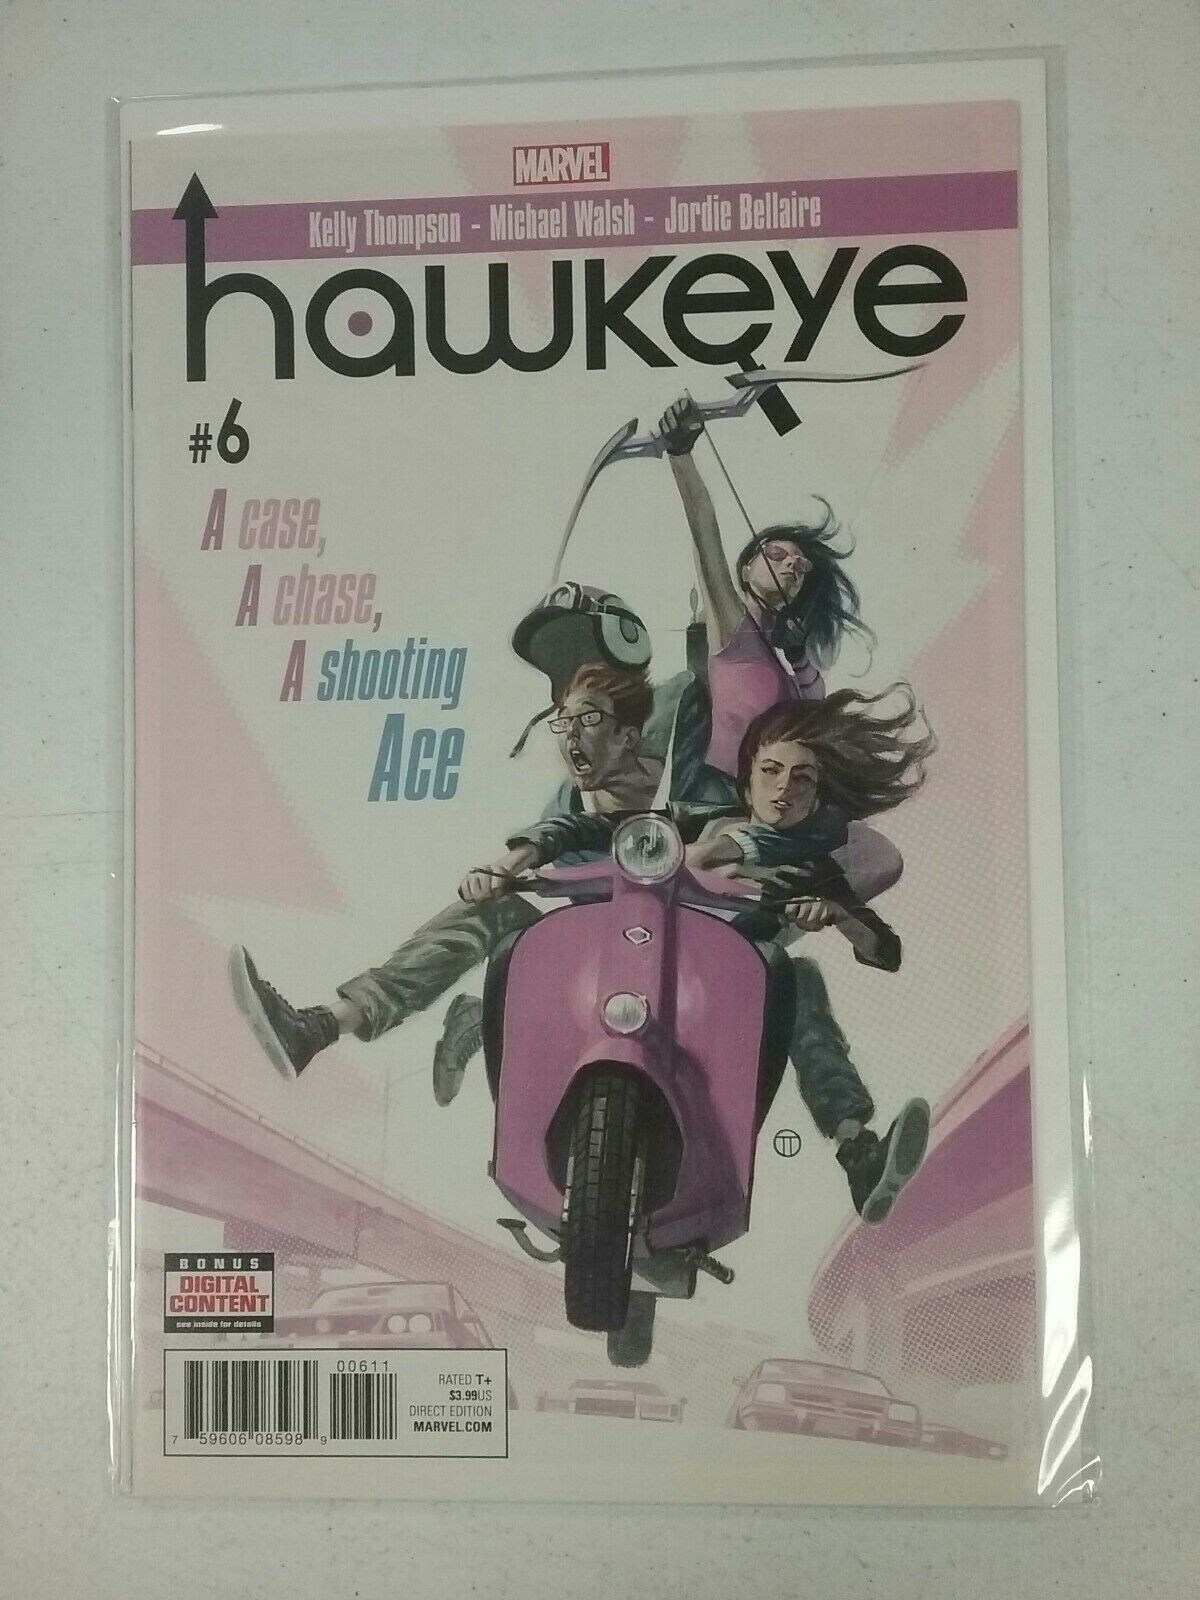 MARVEL
Kelly Thompson - Michael Walsh - Jordie Bellaire
hawkeye
#6
A case,
A chase,
A shooting
Ace
BONUS
DIGITAL
CONTENT
see inside for details
00611
RATED T+
$3.99US
DIRECT EDITION
MARVEL.COM
7 59606 08598 9